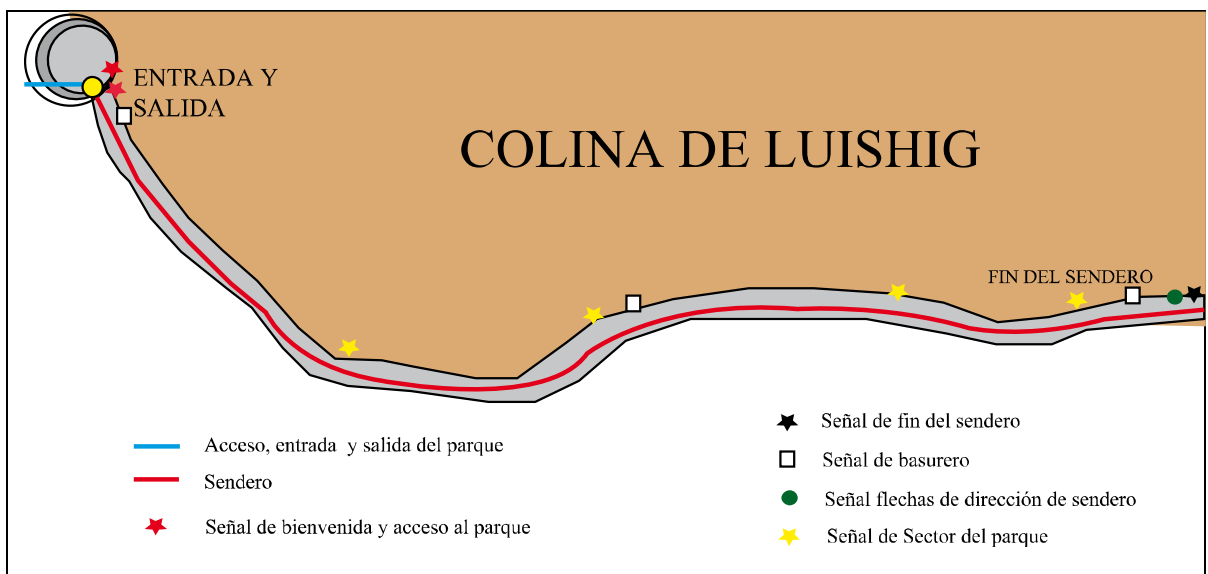 ENTRADA Y
SALIDA
COLINA DE LUISHIG
FIN DEL SENDERO
Acceso, entrada y salida del parque
Sendero
Señal de bienvenida y acceso al parque
Señal de fin del sendero
Señal de basurero
Señal flechas de dirección de sendero
Señal de Sector del parque